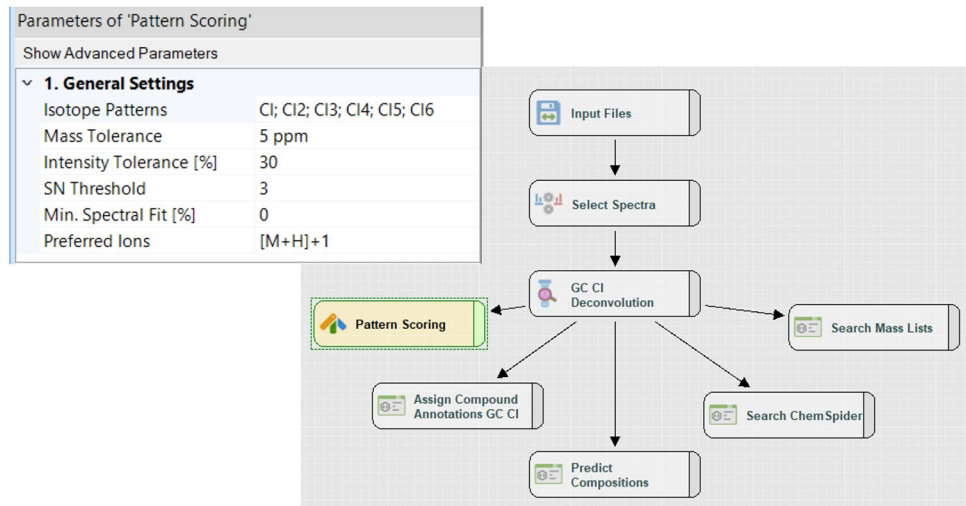 Parameters of 'Pattern Scoring'
Show Advanced Parameters
1. General Settings
Isotope Patterns Cl; Cl2; Cl3; Cl4; Cl5; Cl6
Mass Tolerance 5 ppm
Intensity Tolerance [%] 30
SN Threshold 3
Min. Spectral Fit [%] 0
Preferred Ions [M+H]+1
Input Files
Select Spectra
GC CI
Deconvolution
Pattern Scoring
Search Mass Lists
Assign Compound
Annotations GC CI
Search ChemSpider
Predict
Compositions